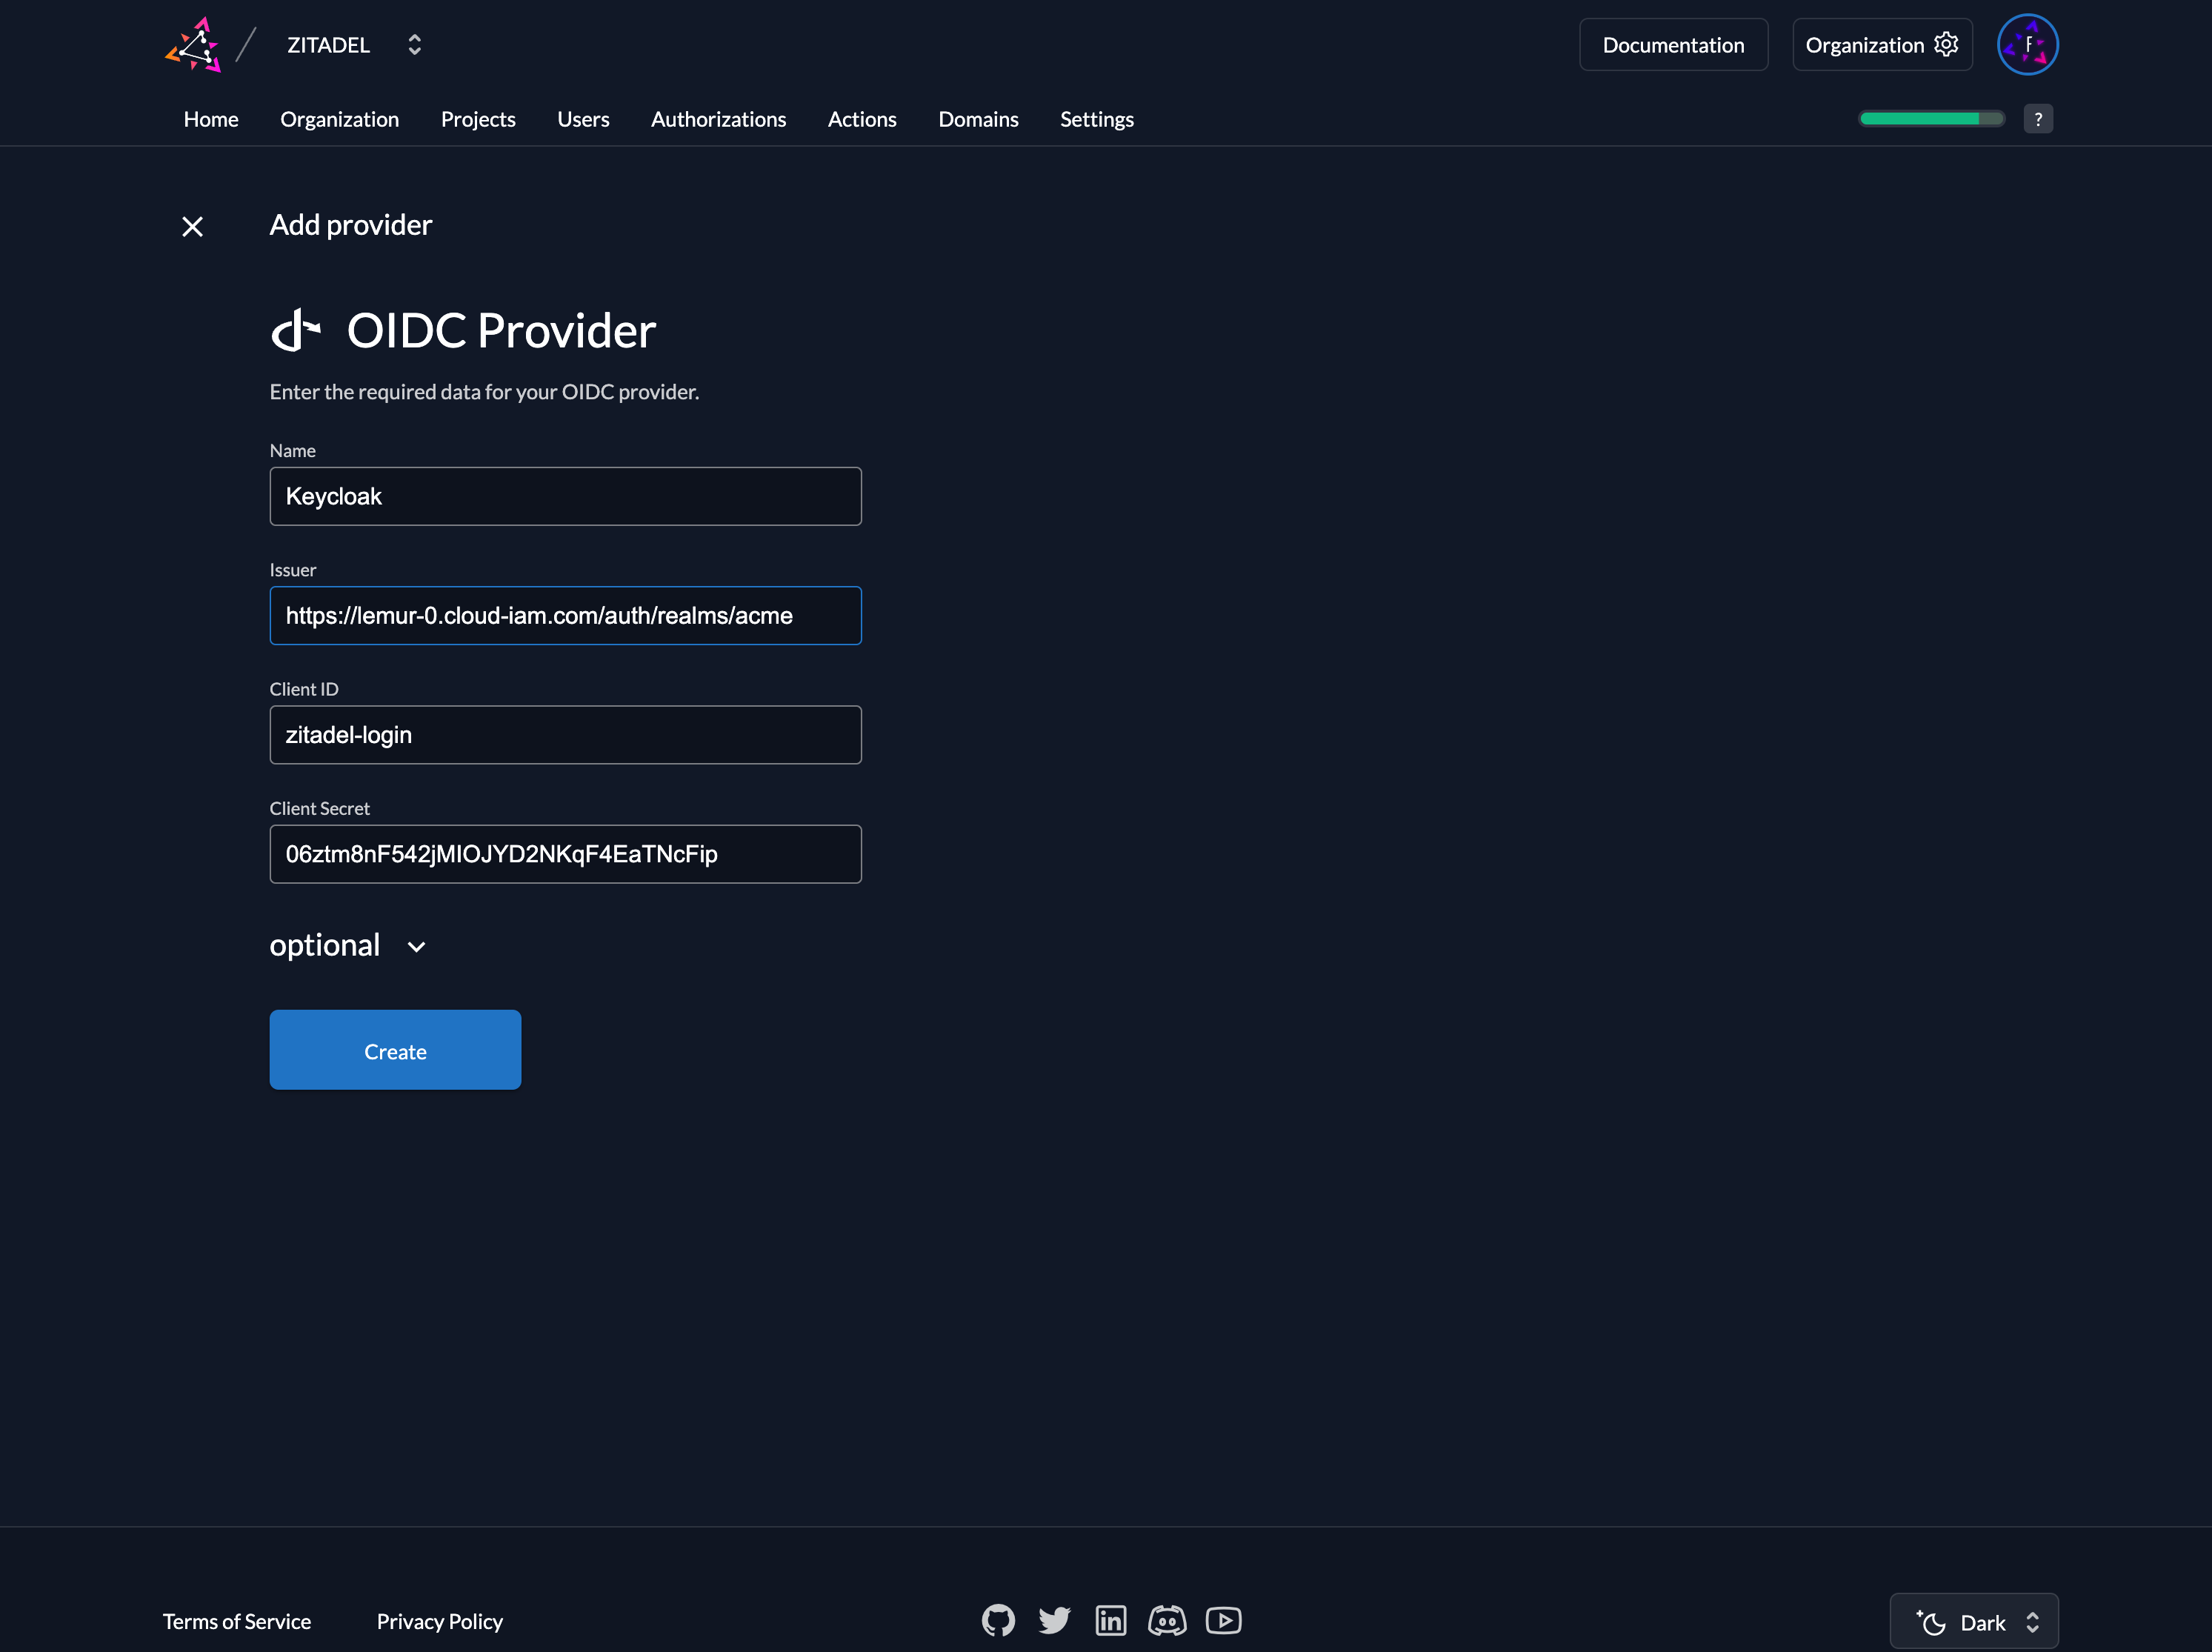 ZITADEL
Documentation
Organization
F
Home
Organization
Projects
Users
Authorizations
Actions
Domains
Settings
?
Add provider
OIDC Provider
Enter the required data for your OIDC provider.
Name
Keycloak
Issuer
https://lemur-0.cloud-iam.com/auth/realms/acme
Client ID
zitadel-login
Client Secret
06ztm8nF542jMIOJYD2NKqF4EaTNcFip
optional
Create
Terms of Service
Privacy Policy
in
Dark